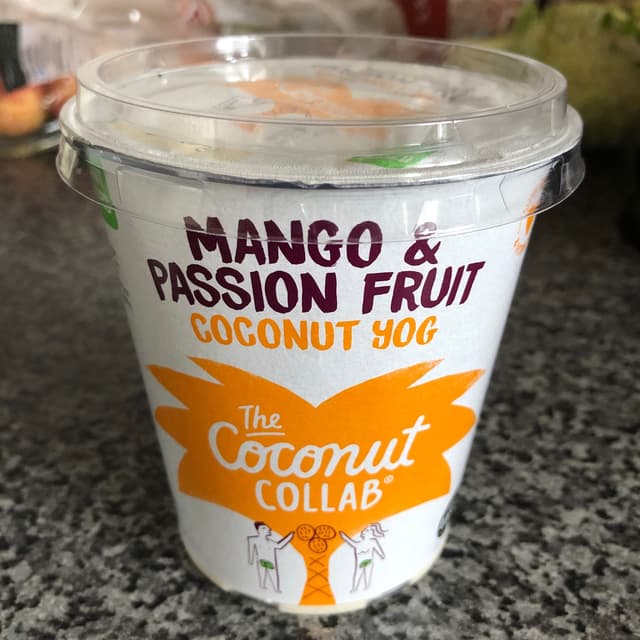 MANGO &
PASSION FRUIT
COCONUT YOG
The
Coconut
COLLAB®